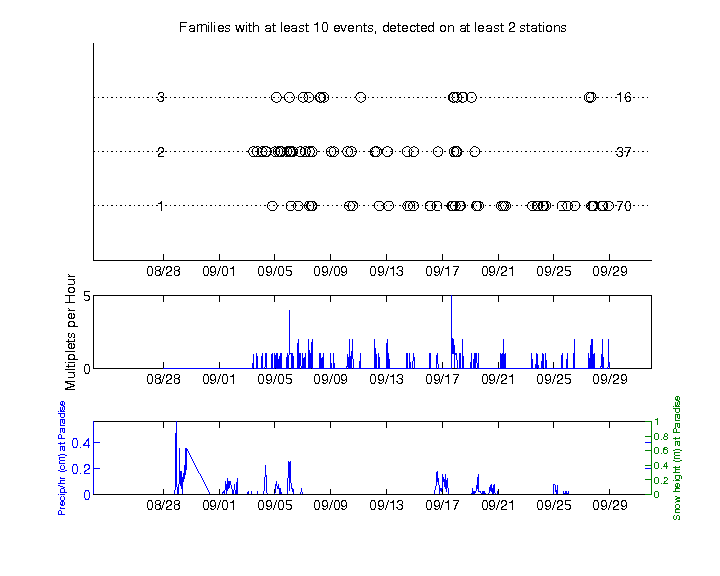 Families with at least 10 events, detected on at least 2 stations
3 16
2 37
1 70
08/28 09/01 09/05 09/09 09/13 09/17 09/21 09/25 09/29
Multiplets per Hour
5
0
08/28 09/01 09/05 09/09 09/13 09/17 09/21 09/25 09/29
Precip/hr (cm) at Paradise
0.4
0.2
0
1
0.8
0.6
0.4
0.2
0
Snow height (m) at Paradise
08/28 09/01 09/05 09/09 09/13 09/17 09/21 09/25 09/29